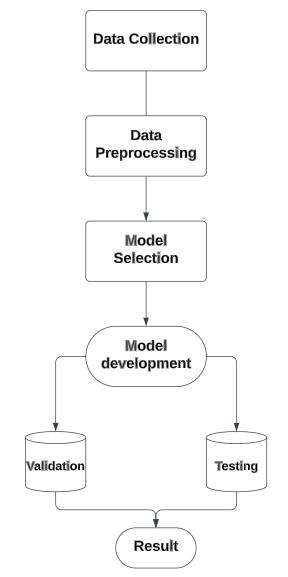 Data Collection
Data
Preprocessing
Model
Selection
Model
development
Validation
Testing
Result